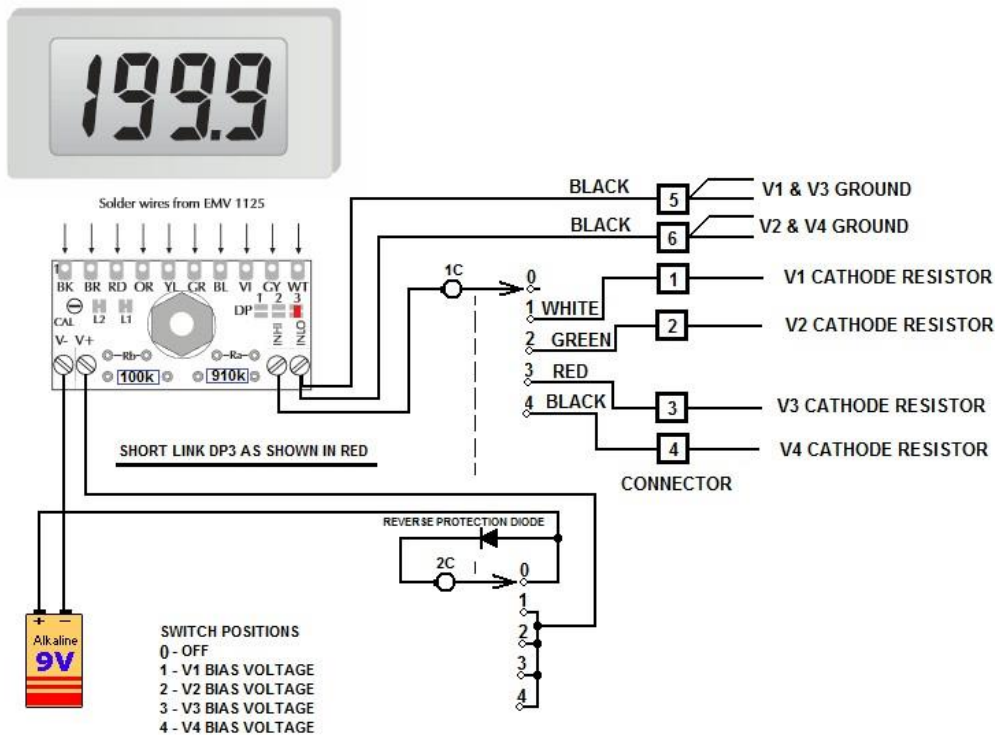 199.9
Solder wires from EMV 1125
1
BK BR RD OR YL GR BL VI GY WT
1 2 3
DP
CAL
L2 L1
V- V+
INHI
INLO
Rb
Ra
100k
910k
SHORT LINK DP3 AS SHOWN IN RED
BLACK
5
V1 & V3 GROUND
BLACK
6
V2 & V4 GROUND
1C
0
1 WHITE
1
V1 CATHODE RESISTOR
2 GREEN
2
V2 CATHODE RESISTOR
3 RED
3
V3 CATHODE RESISTOR
4 BLACK
4
V4 CATHODE RESISTOR
CONNECTOR
REVERSE PROTECTION DIODE
2C
0
1
2
3
4
+ −
Alkaline
9V
SWITCH POSITIONS
0 - OFF
1 - V1 BIAS VOLTAGE
2 - V2 BIAS VOLTAGE
3 - V3 BIAS VOLTAGE
4 - V4 BIAS VOLTAGE